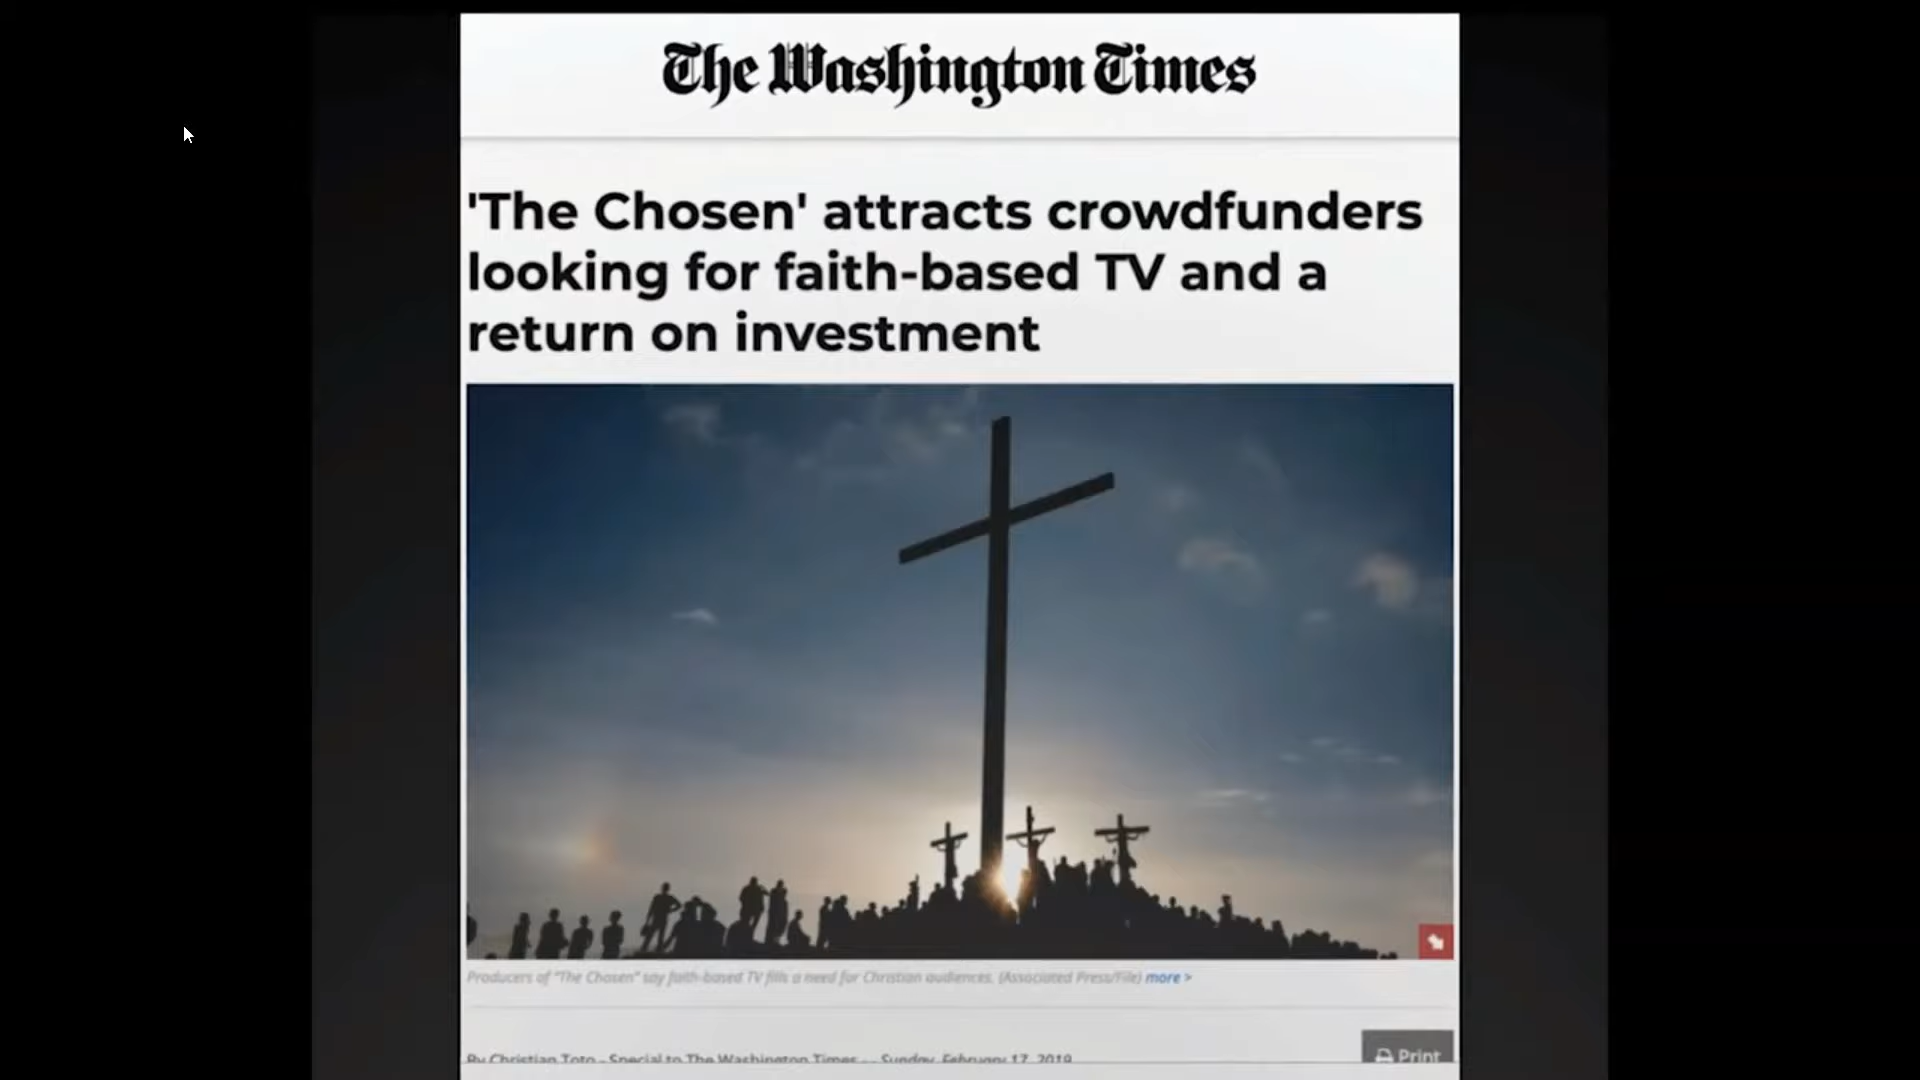 The Washington Times
'The Chosen' attracts crowdfunders
looking for faith-based TV and a
return on investment
Producers of "The Chosen" say faith-based TV fills a need for Christian audiences. (Associated Press/File) more >
By Christian Toto - Special to The Washington Times - - Sunday, February 17, 2019
Print